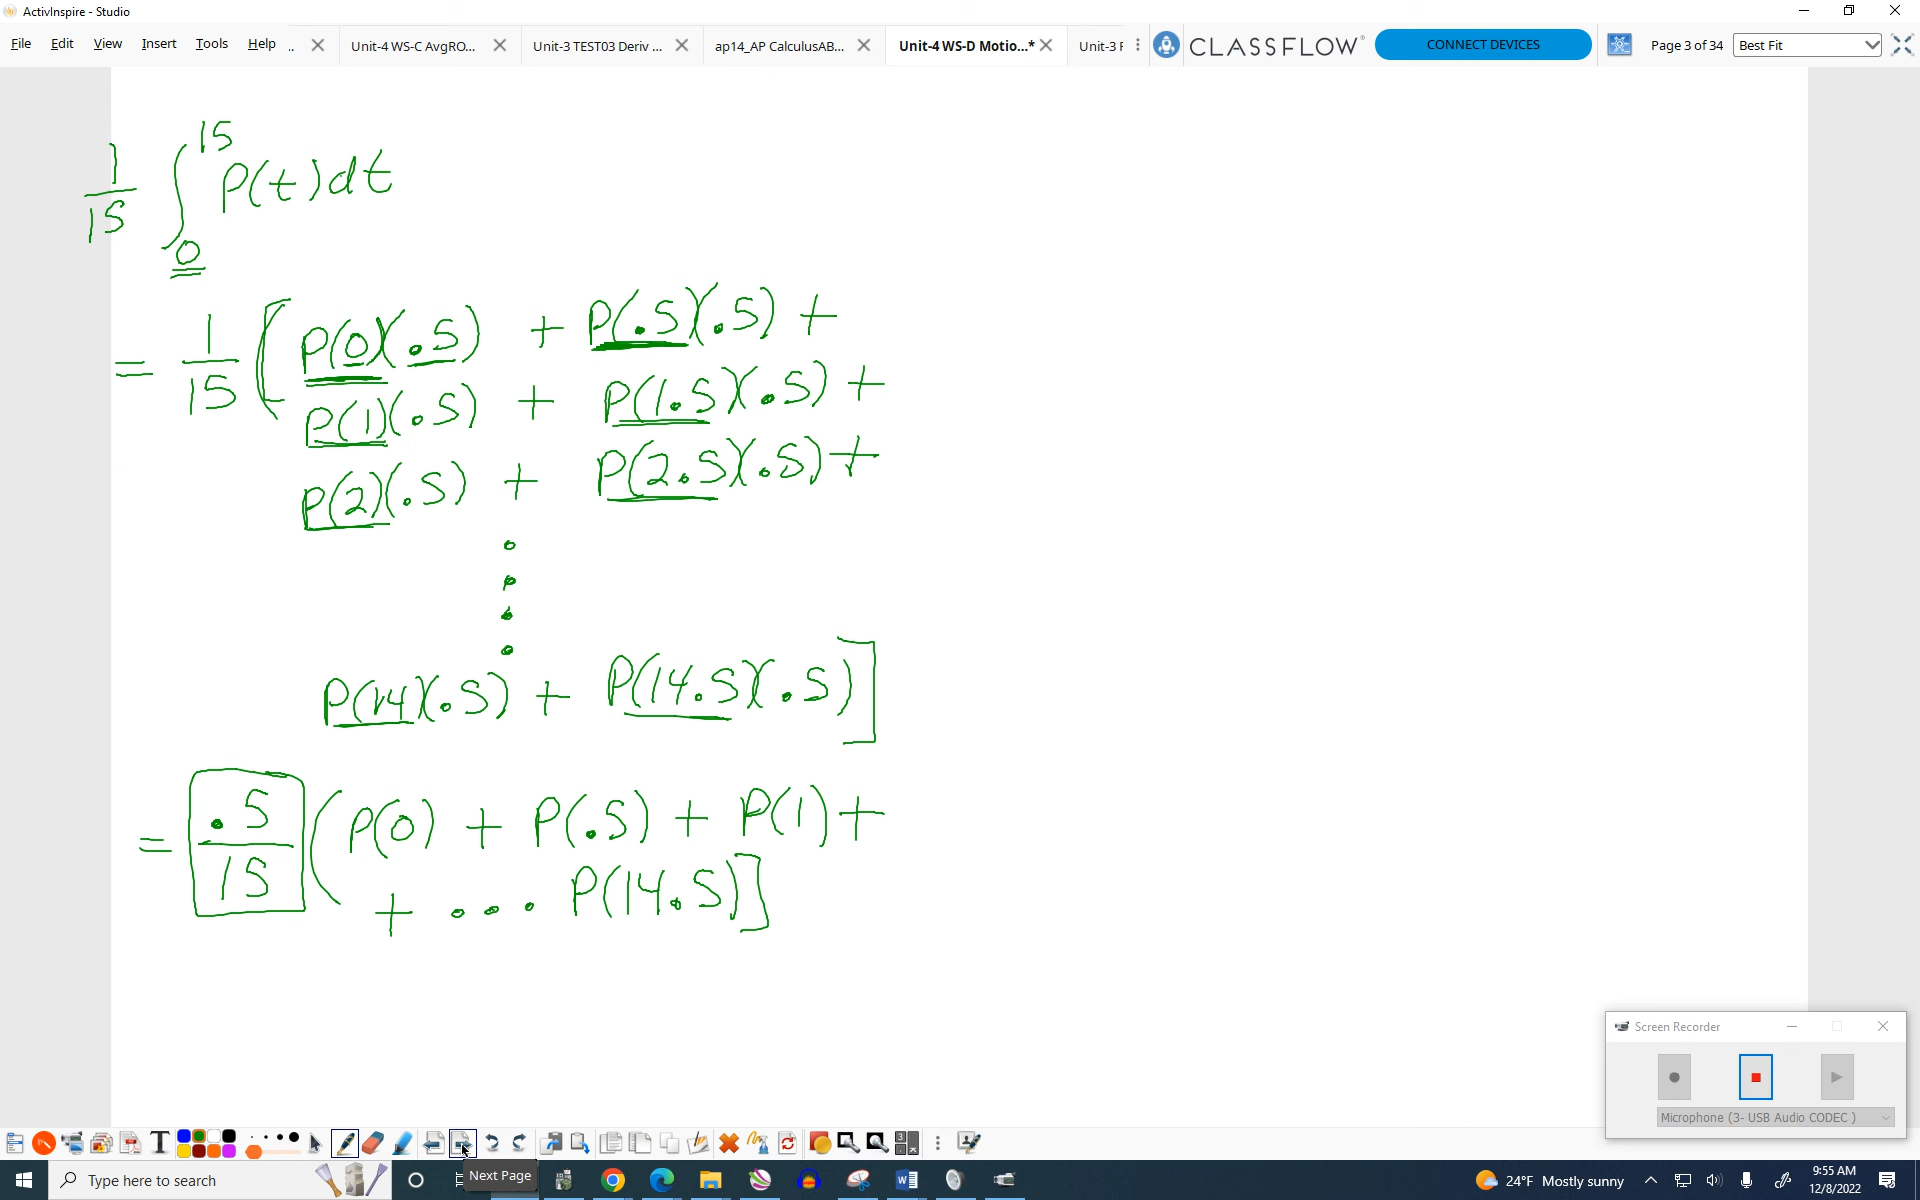 ActivInspire - Studio
File Edit View Insert Tools Help .. Unit-4 WS-C AvgRO... Unit-3 TEST03 Deriv ... ap14_AP CalculusAB... Unit-4 WS-D Motio...* Unit-3 F CLASSFLOW CONNECT DEVICES Page 3 of 34 Best Fit
1/15 ∫₀¹⁵ P(t)dt
= 1/15 [P(0)(.5) + P(.5)(.5) +
P(1)(.5) + P(1.5)(.5) +
P(2)(.5) + P(2.5)(.5) +
P(14)(.5) + P(14.5)(.5)]
= .5/15 (P(0) + P(.5) + P(1) +
+ ... P(14.5)]
Screen Recorder
Microphone (3- USB Audio CODEC )
Next Page
Type here to search
24°F Mostly sunny
9:55 AM
12/8/2022